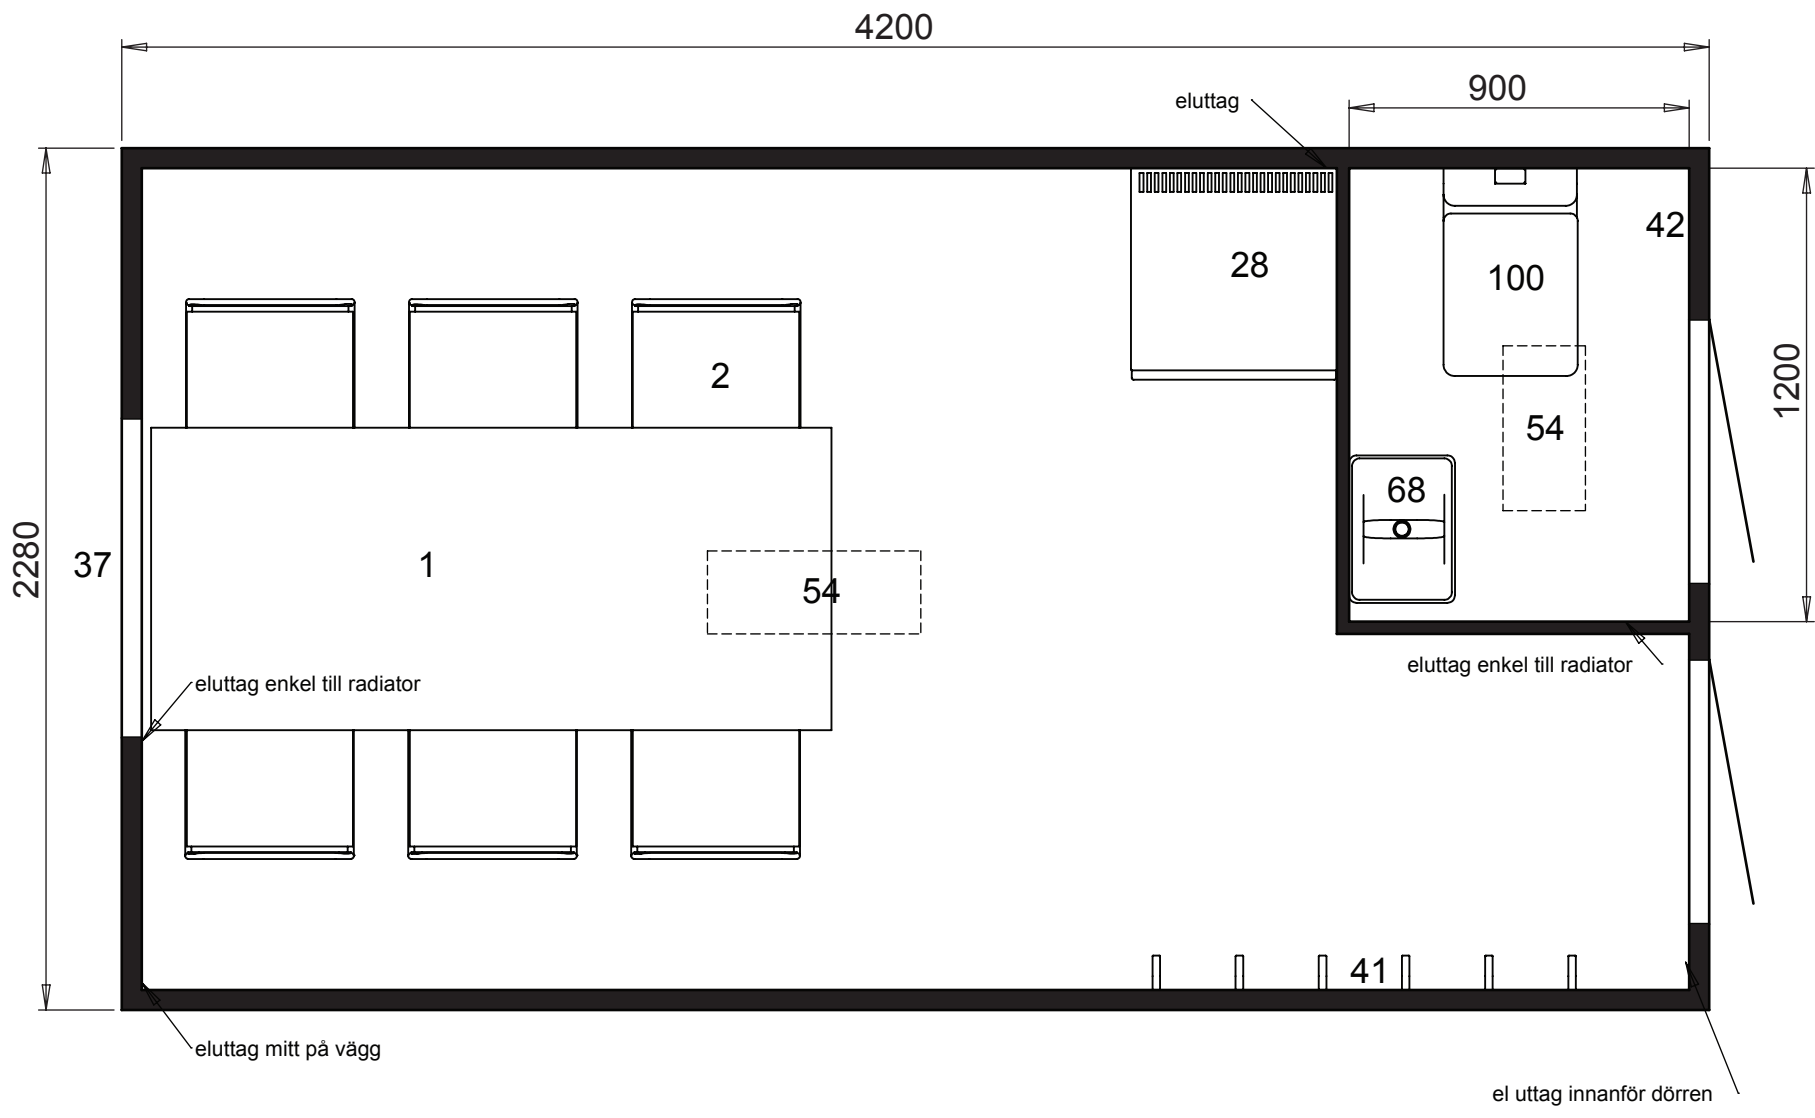 4200
900
eluttag
42
28
100
1200
2
54
68
2280
37
1
54
eluttag enkel till radiator
eluttag enkel till radiator
41
eluttag mitt på vägg
el uttag innanför dörren